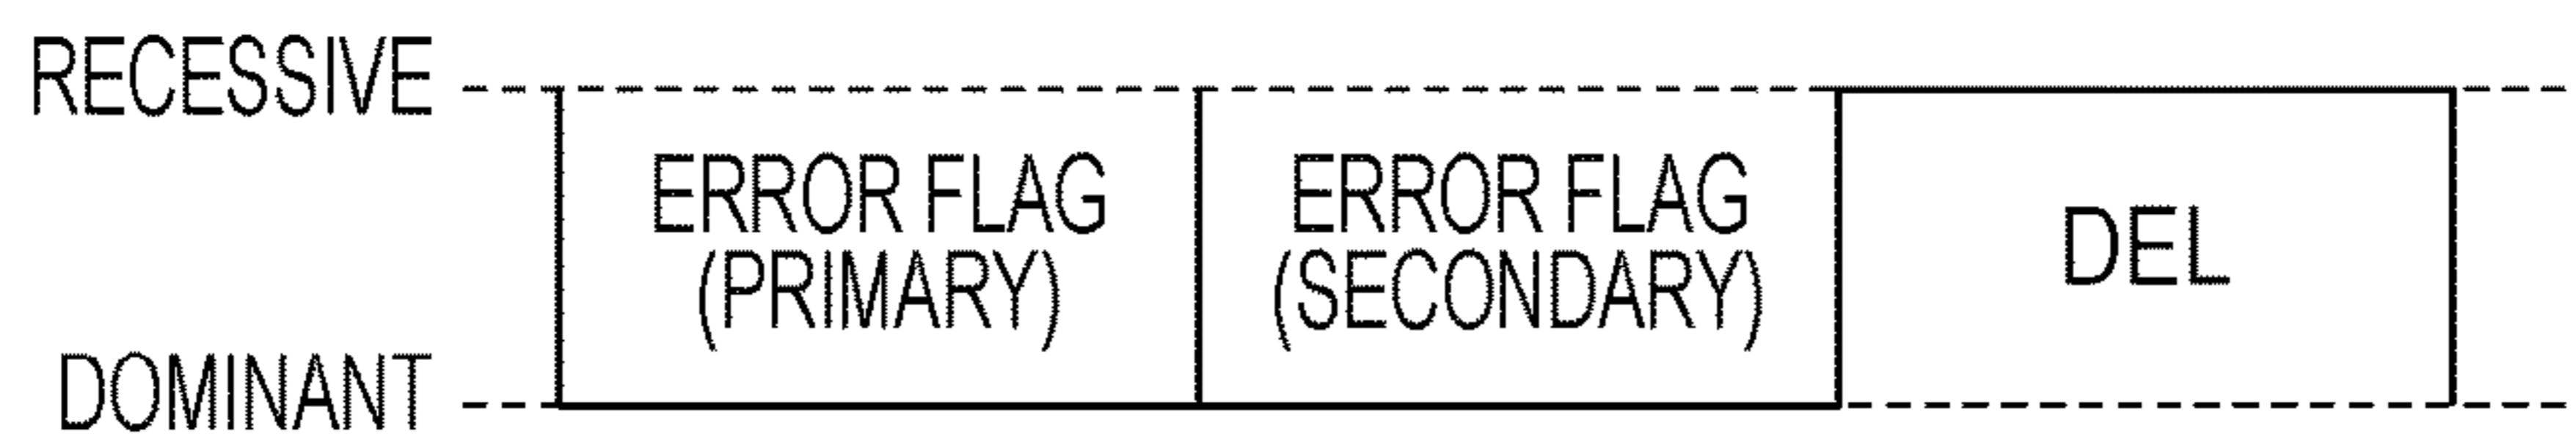 RECESSIVE
ERROR FLAG
(PRIMARY)
ERROR FLAG
(SECONDARY)
DEL
DOMINANT